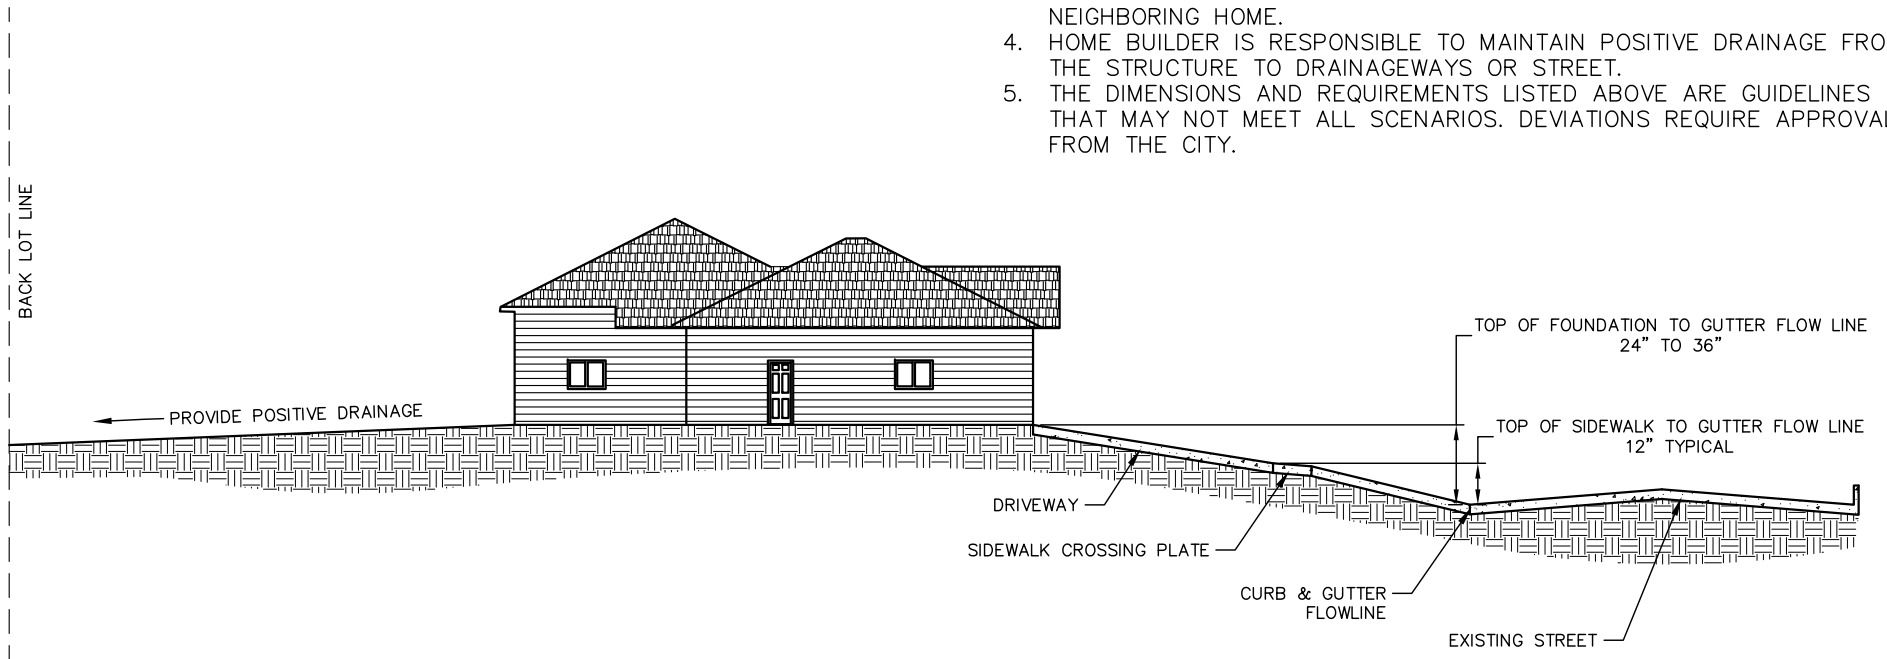 NEIGHBORING HOME.
4. HOME BUILDER IS RESPONSIBLE TO MAINTAIN POSITIVE DRAINAGE FRO
THE STRUCTURE TO DRAINAGEWAYS OR STREET.
5. THE DIMENSIONS AND REQUIREMENTS LISTED ABOVE ARE GUIDELINES
THAT MAY NOT MEET ALL SCENARIOS. DEVIATIONS REQUIRE APPROVAL
FROM THE CITY.
BACK LOT LINE
TOP OF FOUNDATION TO GUTTER FLOW LINE
24" TO 36"
PROVIDE POSITIVE DRAINAGE
TOP OF SIDEWALK TO GUTTER FLOW LINE
12" TYPICAL
DRIVEWAY
SIDEWALK CROSSING PLATE
CURB & GUTTER
FLOWLINE
EXISTING STREET